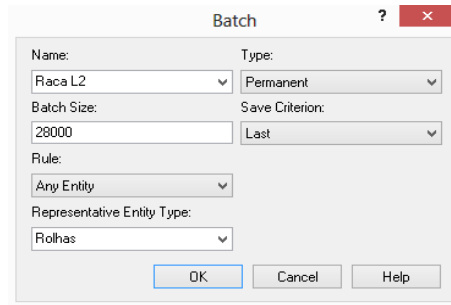 Batch
?
×
Name:
Type:
Raca L2
Permanent
Batch Size:
Save Criterion:
28000
Last
Rule:
Any Entity
Representative Entity Type:
Rolhas
OK
Cancel
Help